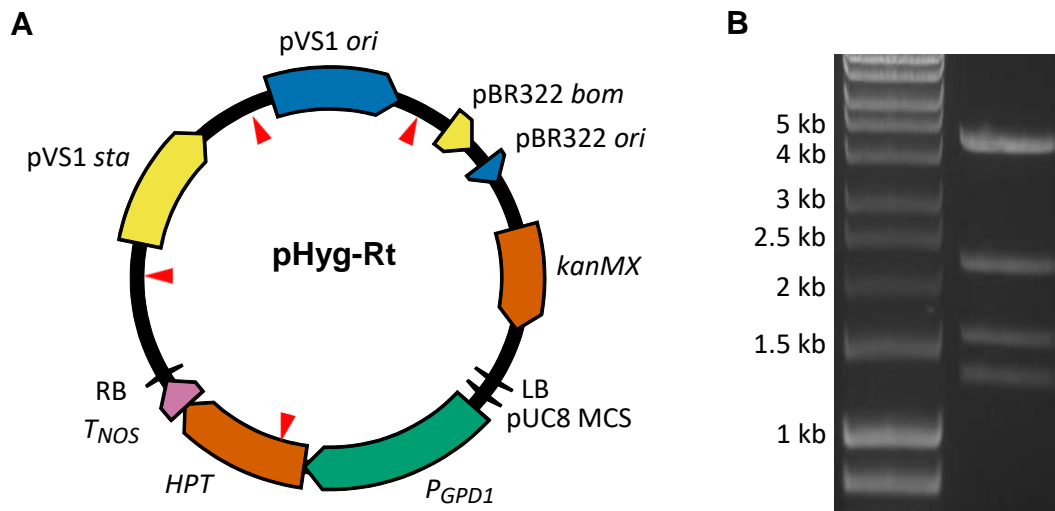 A
pVS1 ori
pBR322 bom
pBR322 ori
pVS1 sta
pHyg-Rt
kanMX
LB
pUC8 MCS
RB
TNOS
HPT
PGPD1
B
5 kb
4 kb
3 kb
2.5 kb
2 kb
1.5 kb
1 kb